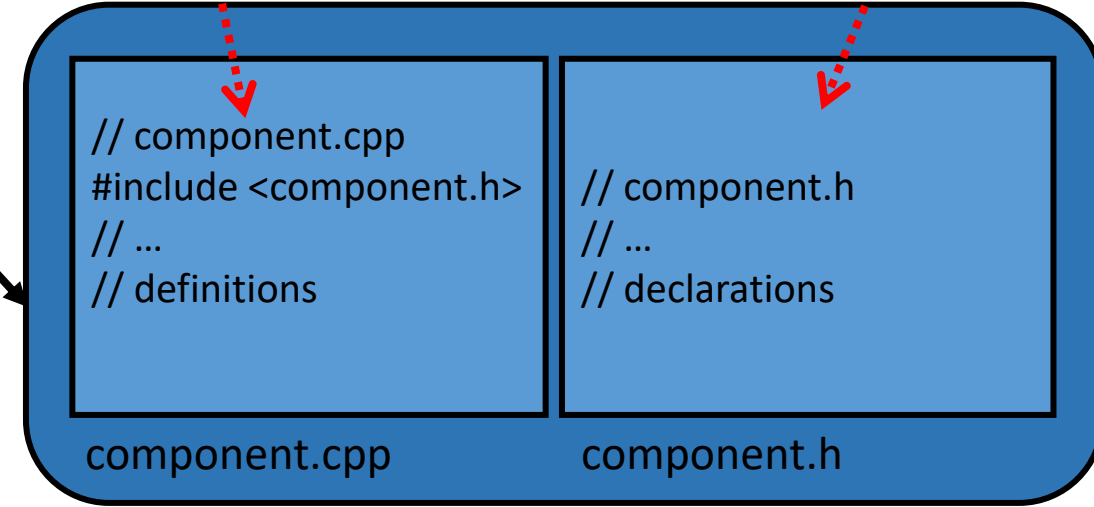 // component.cpp
#include <component.h>
// …
// definitions
// component.h
// …
// declarations
component.cpp
component.h